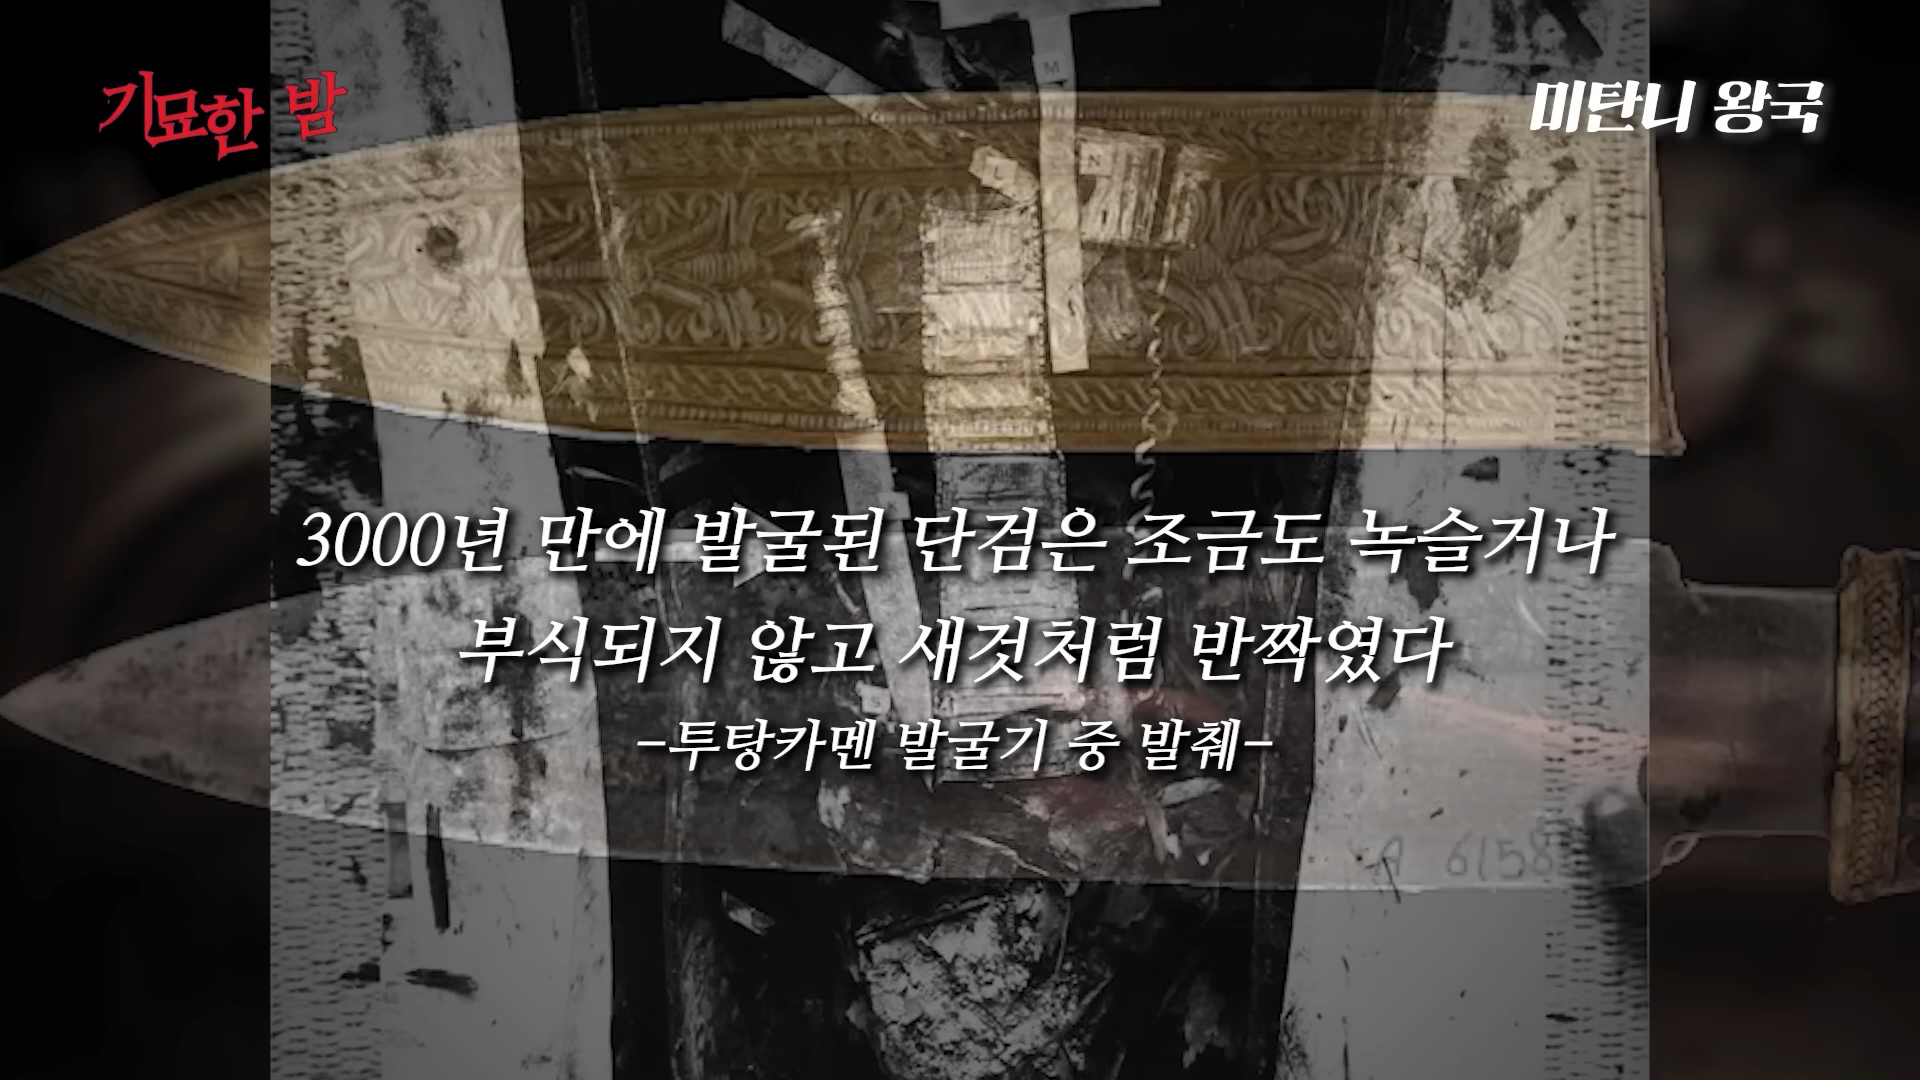 기묘한 밤
미탄니 왕국
M
L
N
3000년 만에 발굴된 단검은 조금도 녹슬거나
부식되지 않고 새것처럼 반짝였다
-투탕카멘 발굴기 중 발췌-
A 6158